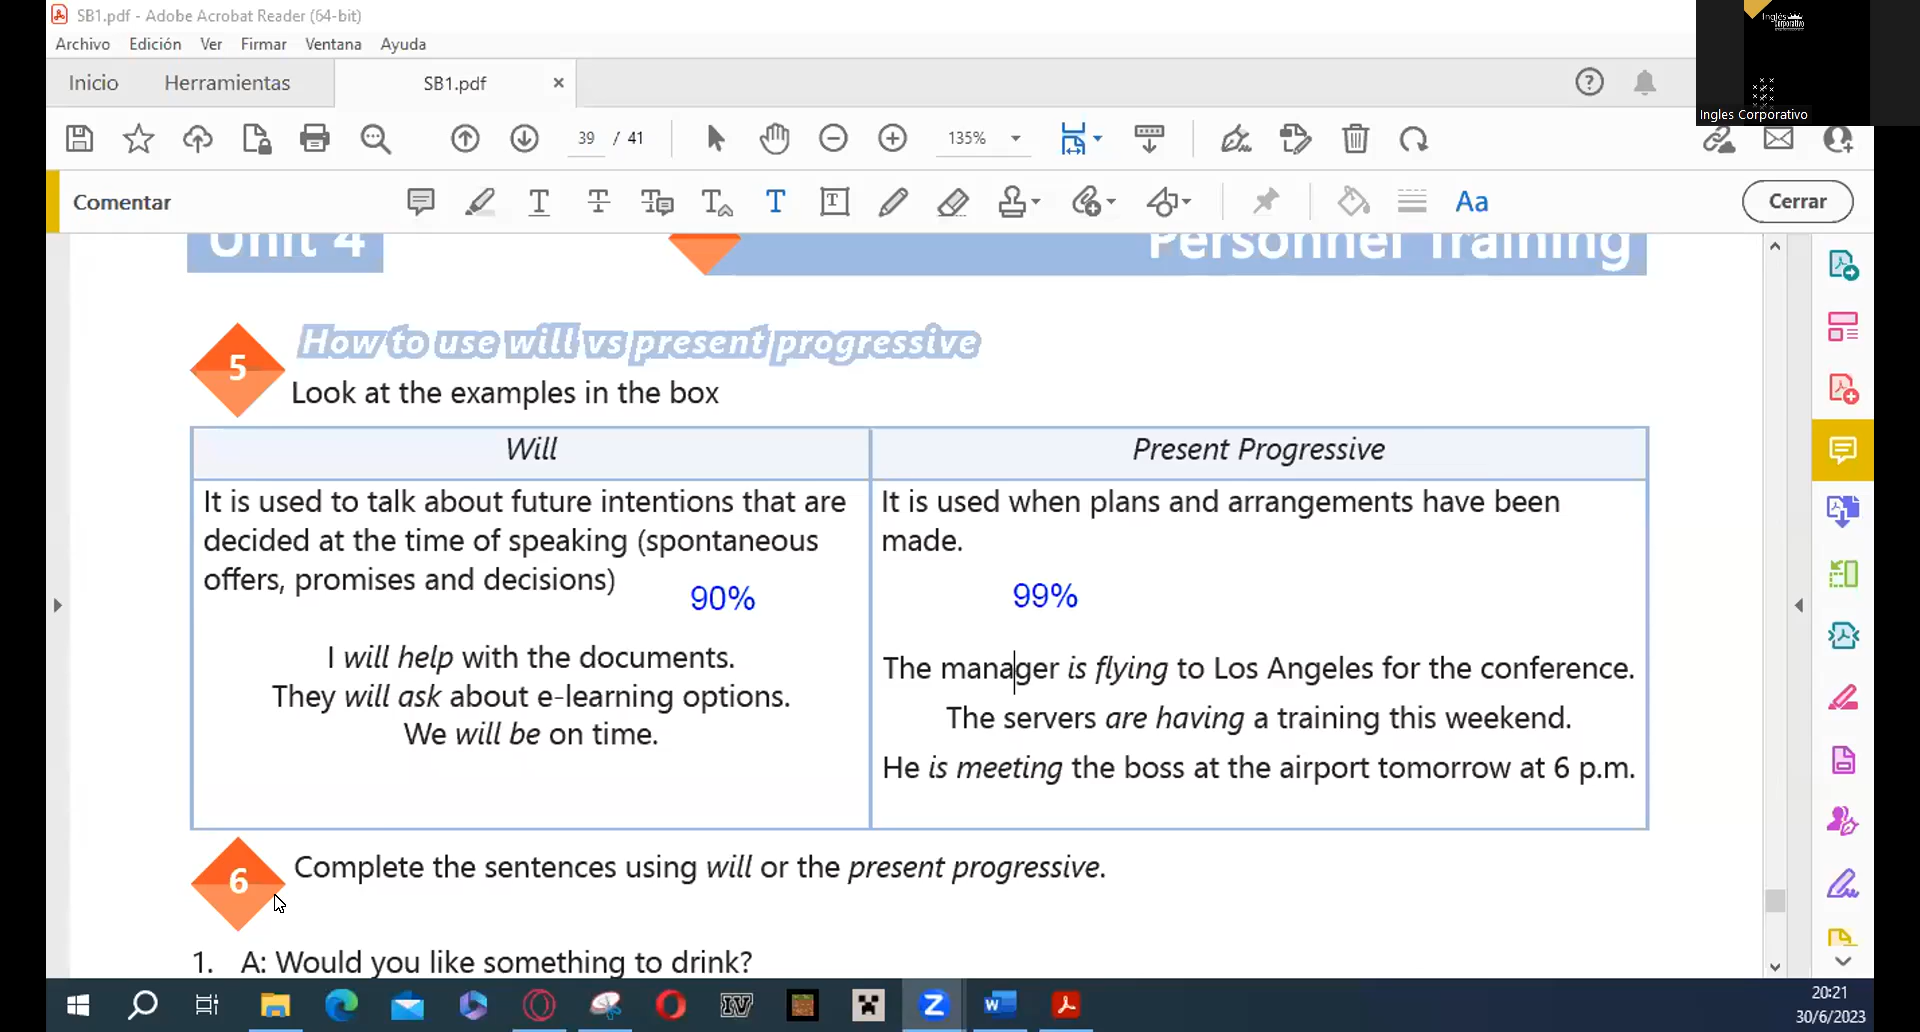 SB1.pdf - Adobe Acrobat Reader (64-bit)
Archivo Edición Ver Firmar Ventana Ayuda
Inicio Herramientas SB1.pdf ×
39 / 41 135%
Inglés
Corporativo
Ingles Corporativo
Comentar Aa Cerrar
Unit 4 Personnel Training
5 How to use will vs present progressive
Look at the examples in the box
Will Present Progressive
It is used to talk about future intentions that are
decided at the time of speaking (spontaneous
offers, promises and decisions)
90%
I will help with the documents.
They will ask about e-learning options.
We will be on time.
It is used when plans and arrangements have been
made.
99%
The manager is flying to Los Angeles for the conference.
The servers are having a training this weekend.
He is meeting the boss at the airport tomorrow at 6 p.m.
6 Complete the sentences using will or the present progressive.
1. A: Would you like something to drink?
20:21
30/6/2023